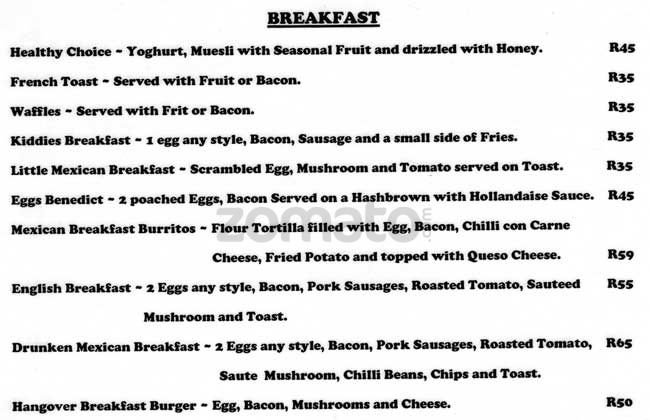 BREAKFAST
Healthy Choice ~ Yoghurt, Muesli with Seasonal Fruit and drizzled with Honey. R45
French Toast ~ Served with Fruit or Bacon. R35
Waffles ~ Served with Frit or Bacon. R35
Kiddies Breakfast ~ 1 egg any style, Bacon, Sausage and a small side of Fries. R35
Little Mexican Breakfast ~ Scrambled Egg, Mushroom and Tomato served on Toast. R35
Eggs Benedict ~ 2 poached Eggs, Bacon Served on a Hashbrown with Hollandaise Sauce. R45
zomato.com
Mexican Breakfast Burritos ~ Flour Tortilla filled with Egg, Bacon, Chilli con Carne
Cheese, Fried Potato and topped with Queso Cheese. R59
English Breakfast ~ 2 Eggs any style, Bacon, Pork Sausages, Roasted Tomato, Sauteed R55
Mushroom and Toast.
Drunken Mexican Breakfast ~ 2 Eggs any style, Bacon, Pork Sausages, Roasted Tomato, R65
Saute Mushroom, Chilli Beans, Chips and Toast.
Hangover Breakfast Burger ~ Egg, Bacon, Mushrooms and Cheese. R50